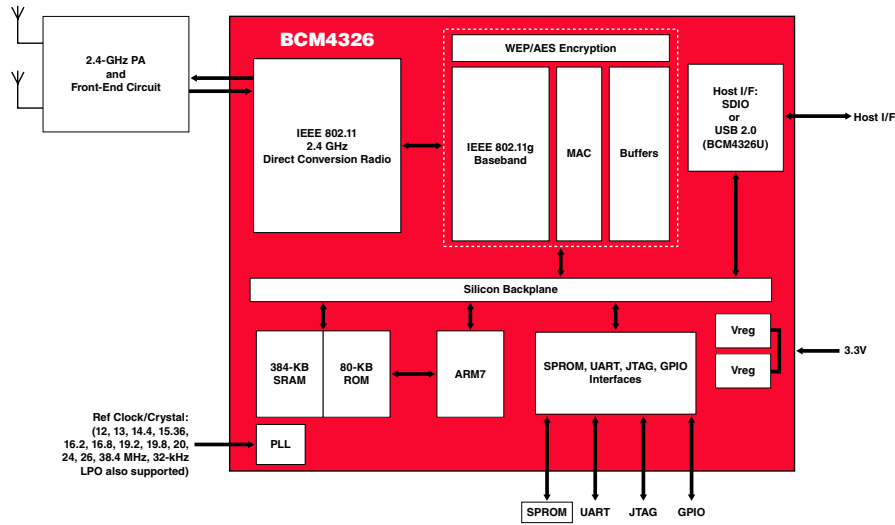 BCM4326
2.4-GHz PA
and
Front-End Circuit
IEEE 802.11
2.4 GHz
Direct Conversion Radio
WEP/AES Encryption
IEEE 802.11g
Baseband
MAC
Buffers
Host I/F:
SDIO
or
USB 2.0
(BCM4326U)
Host I/F
Silicon Backplane
384-KB
SRAM
80-KB
ROM
ARM7
SPROM, UART, JTAG, GPIO
Interfaces
Vreg
Vreg
3.3V
Ref Clock/Crystal:
(12, 13, 14.4, 15.36,
16.2, 16.8, 19.2, 19.8, 20,
24, 26, 38.4 MHz, 32-kHz
LPO also supported)
PLL
SPROM
UART
JTAG
GPIO